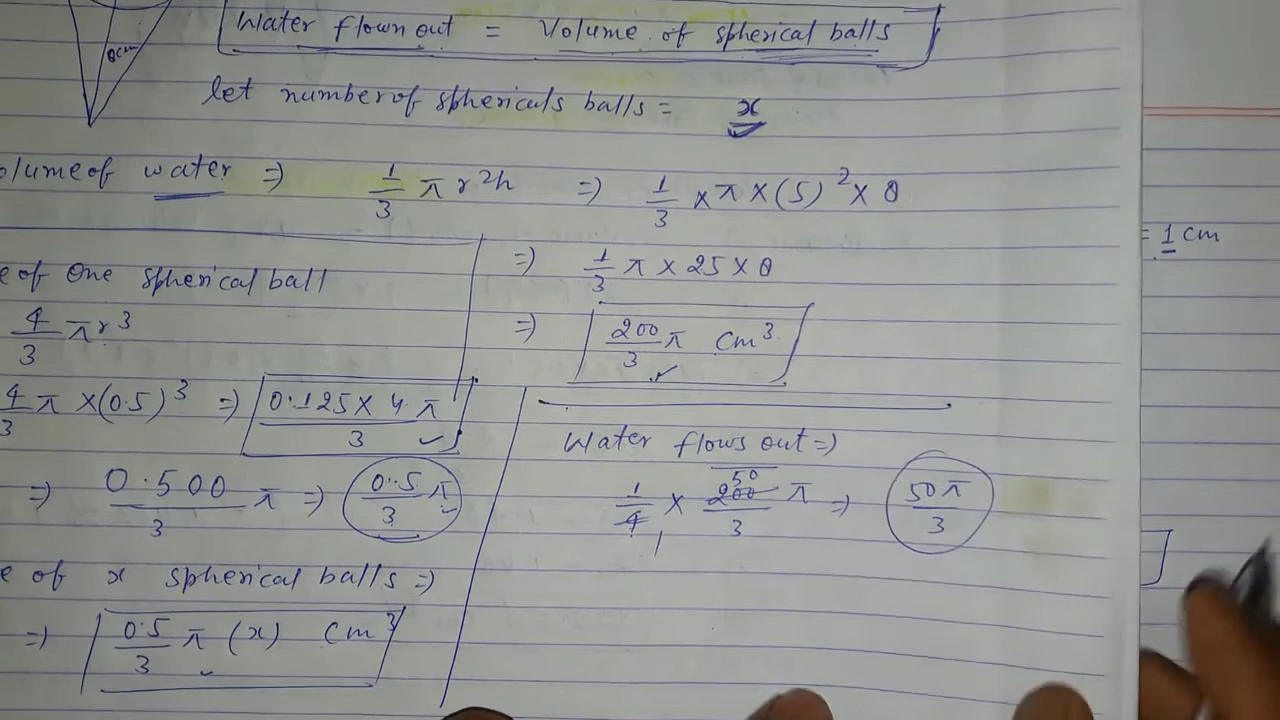 8cm
Water flown out = Volume of spherical balls
let number of sphericals balls = x
olume of water => 1/3 πr²h => 1/3 × π × (5)² × 8
= 1 cm
=> 1/3 π × 25 × 8
=> 200/3 π cm³
e of One spherical ball
4/3 πr³
4/3 π × (0.5)³ => 0.125 × 4 π/3
=> 0.500/3 π => 0.5/3 π
e of x spherical balls =>
=> 0.5/3 π (x) cm³
Water flows out =>
1/4 × 200/3 π => 50π/3
50
1